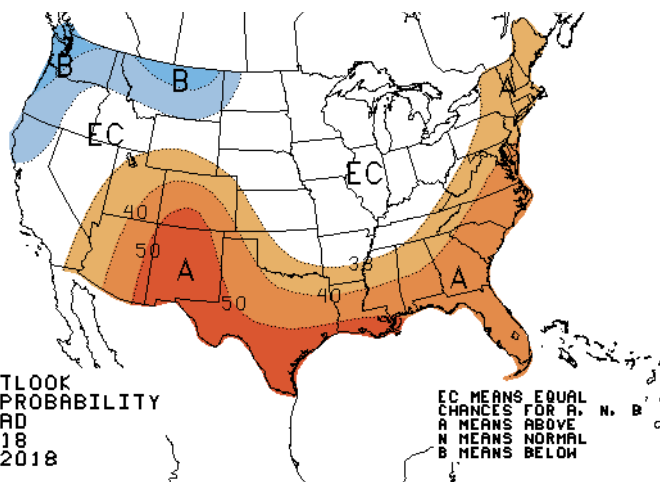 B
B
A
EC
EC
40
33
50
A
A
50
40
TLOOK
PROBABILITY
AD
18
2018
EC MEANS EQUAL
CHANCES FOR A, N, B
A MEANS ABOVE
N MEANS NORMAL
B MEANS BELOW